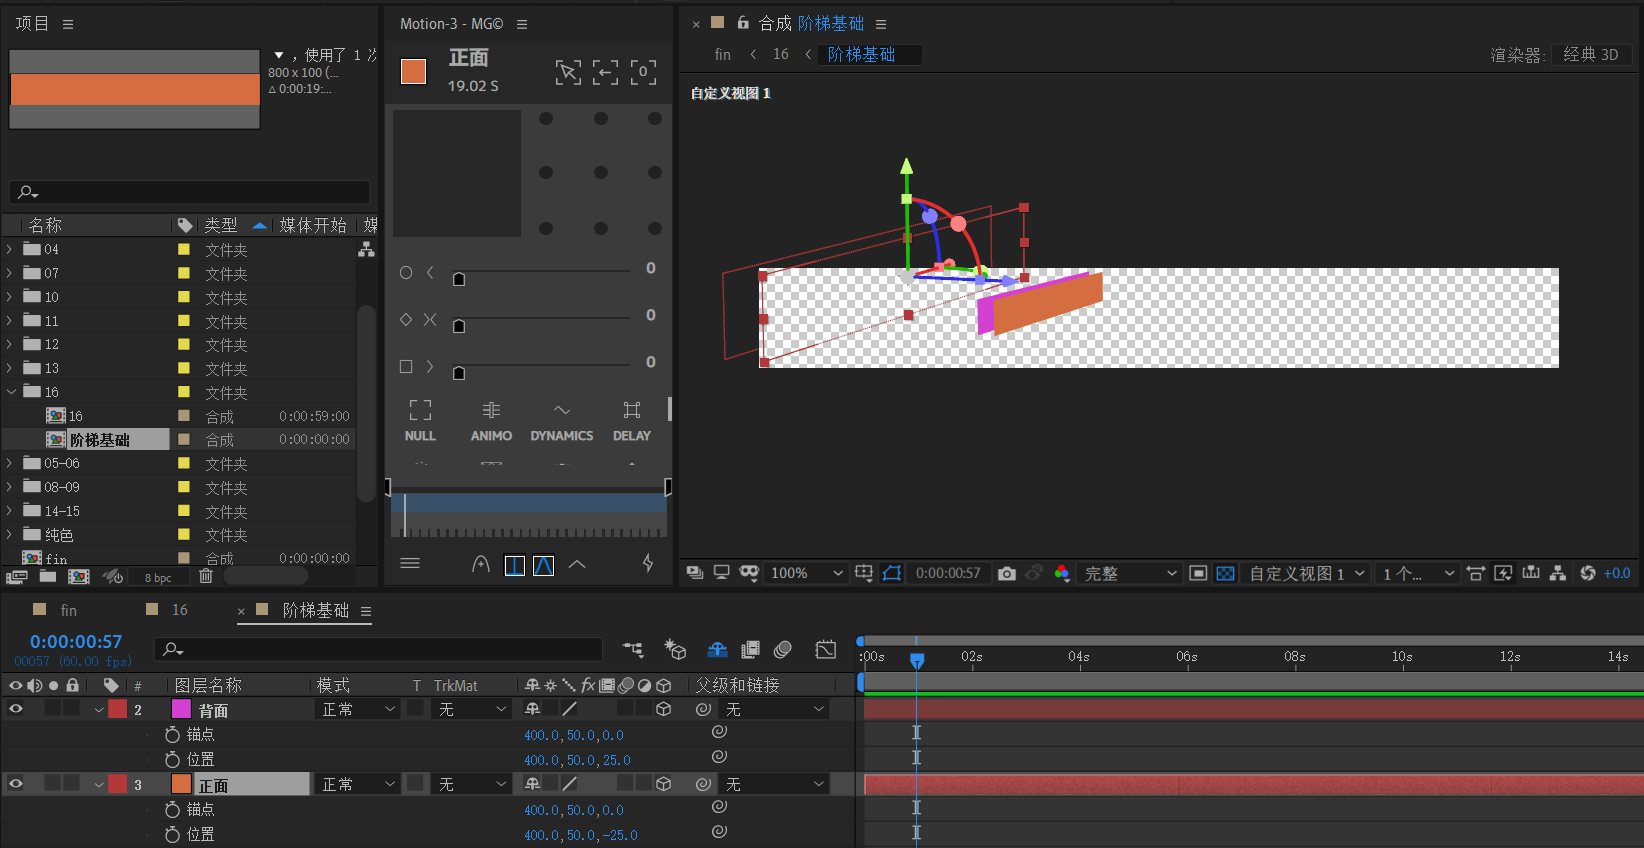 项目
▼ , 使用了 1 次
800 x 100 (...
△ 0:00:19:...
名称 类型 媒体开始 媒
04 文件夹
07 文件夹
10 文件夹
11 文件夹
12 文件夹
13 文件夹
16 文件夹
16 合成 0:00:59:00
阶梯基础 合成 0:00:00:00
05-06 文件夹
08-09 文件夹
14-15 文件夹
纯色 文件夹
fin 合成 0:00:00:00
8 bpc
Motion-3 - MG©
正面
19.02 S
0
0
0
0
NULL ANIMO DYNAMICS DELAY
× 合成 阶梯基础
fin < 16 < 阶梯基础
渲染器: 经典 3D
自定义视图 1
100% 0:00:00:57 完整 自定义视图 1 1 个... +0.0
fin 16 × 阶梯基础
0:00:00:57
00057 (60.00 fps)
:00s 02s 04s 06s 08s 10s 12s 14s
# 图层名称 模式 T TrkMat fx 父级和链接
2 背面 正常 无 无
锚点 400.0,50.0,0.0
位置 400.0,50.0,25.0
3 正面 正常 无 无
锚点 400.0,50.0,0.0
位置 400.0,50.0,-25.0